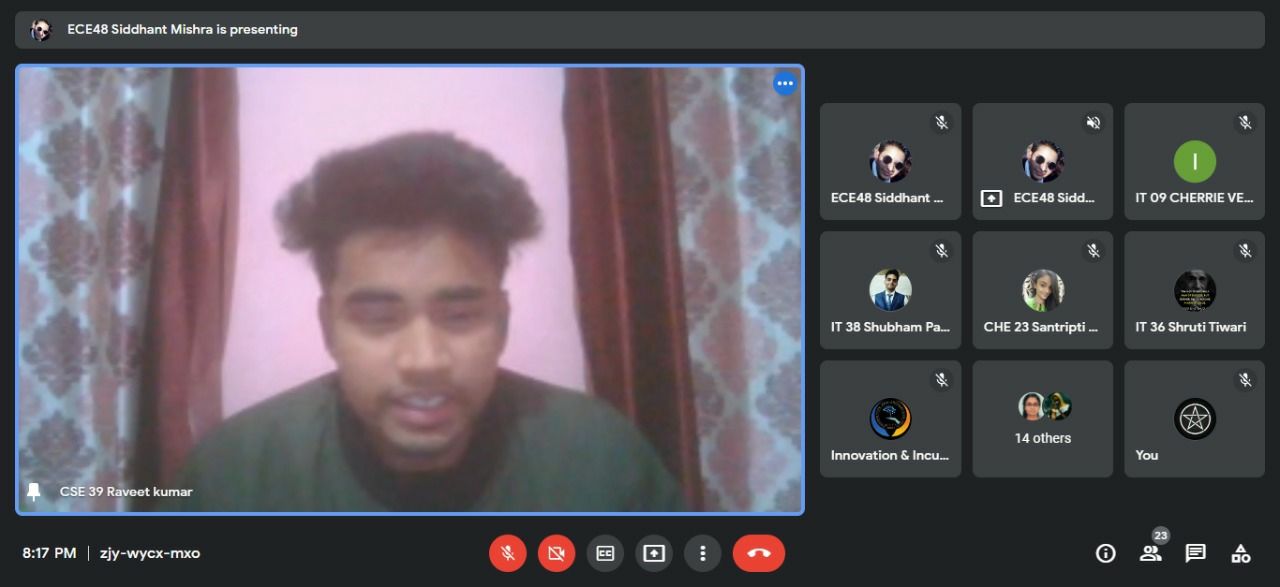 ECE48 Siddhant Mishra is presenting
ECE48 Siddhant ...
ECE48 Sidd...
I
IT 09 CHERRIE VE...
IT 38 Shubham Pa...
CHE 23 Santripti ...
IT 36 Shruti Tiwari
Innovation & Incu...
14 others
You
CSE 39 Raveet kumar
8:17 PM | zjy-wycx-mxo
CC
23